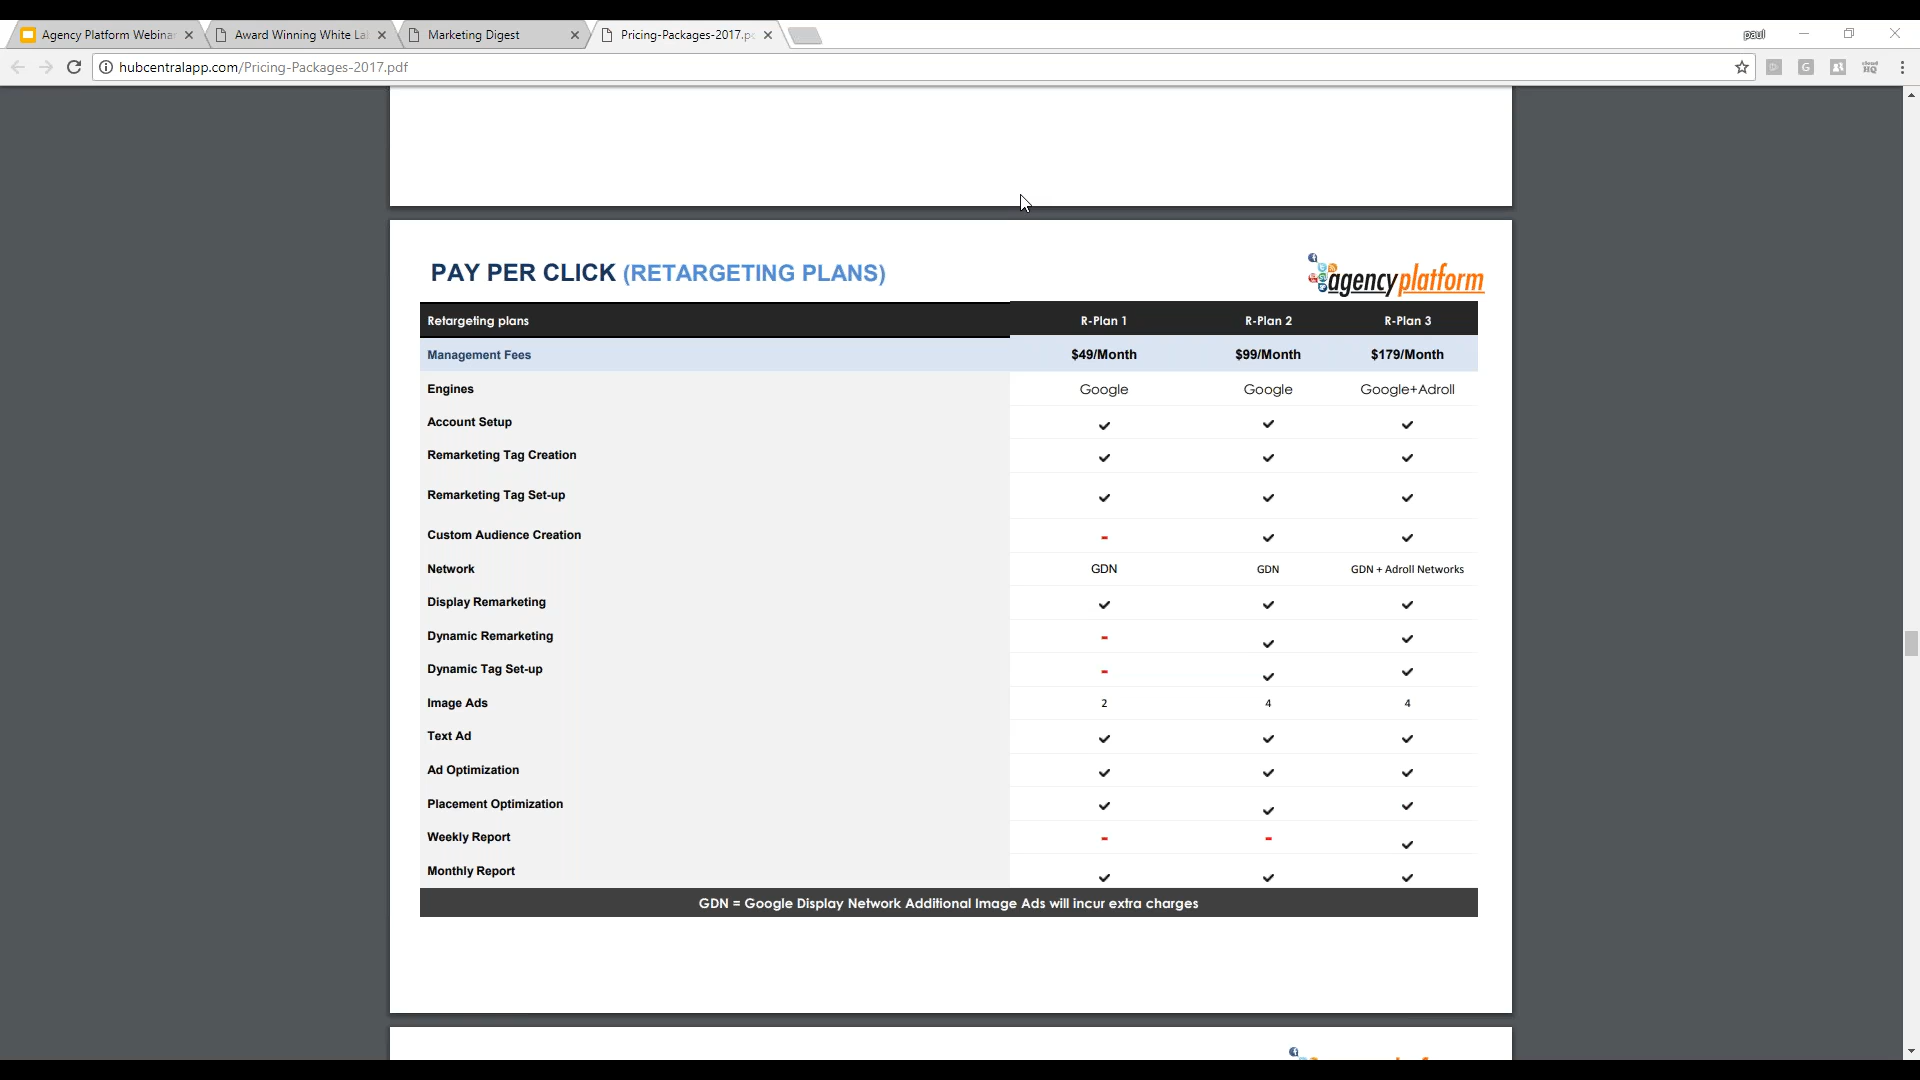 Agency Platform Webina
Award Winning White La
Marketing Digest
Pricing-Packages-2017.p
paul
hubcentralapp.com/Pricing-Packages-2017.pdf
PAY PER CLICK (RETARGETING PLANS)
agencyplatform
Retargeting plans R-Plan 1 R-Plan 2 R-Plan 3
Management Fees $49/Month $99/Month $179/Month
Engines Google Google Google+Adroll
Account Setup ✔ ✔ ✔
Remarketing Tag Creation ✔ ✔ ✔
Remarketing Tag Set-up ✔ ✔ ✔
Custom Audience Creation - ✔ ✔
Network GDN GDN GDN + Adroll Networks
Display Remarketing ✔ ✔ ✔
Dynamic Remarketing - ✔ ✔
Dynamic Tag Set-up - ✔ ✔
Image Ads 2 4 4
Text Ad ✔ ✔ ✔
Ad Optimization ✔ ✔ ✔
Placement Optimization ✔ ✔ ✔
Weekly Report - - ✔
Monthly Report ✔ ✔ ✔
GDN = Google Display Network Additional Image Ads will incur extra charges